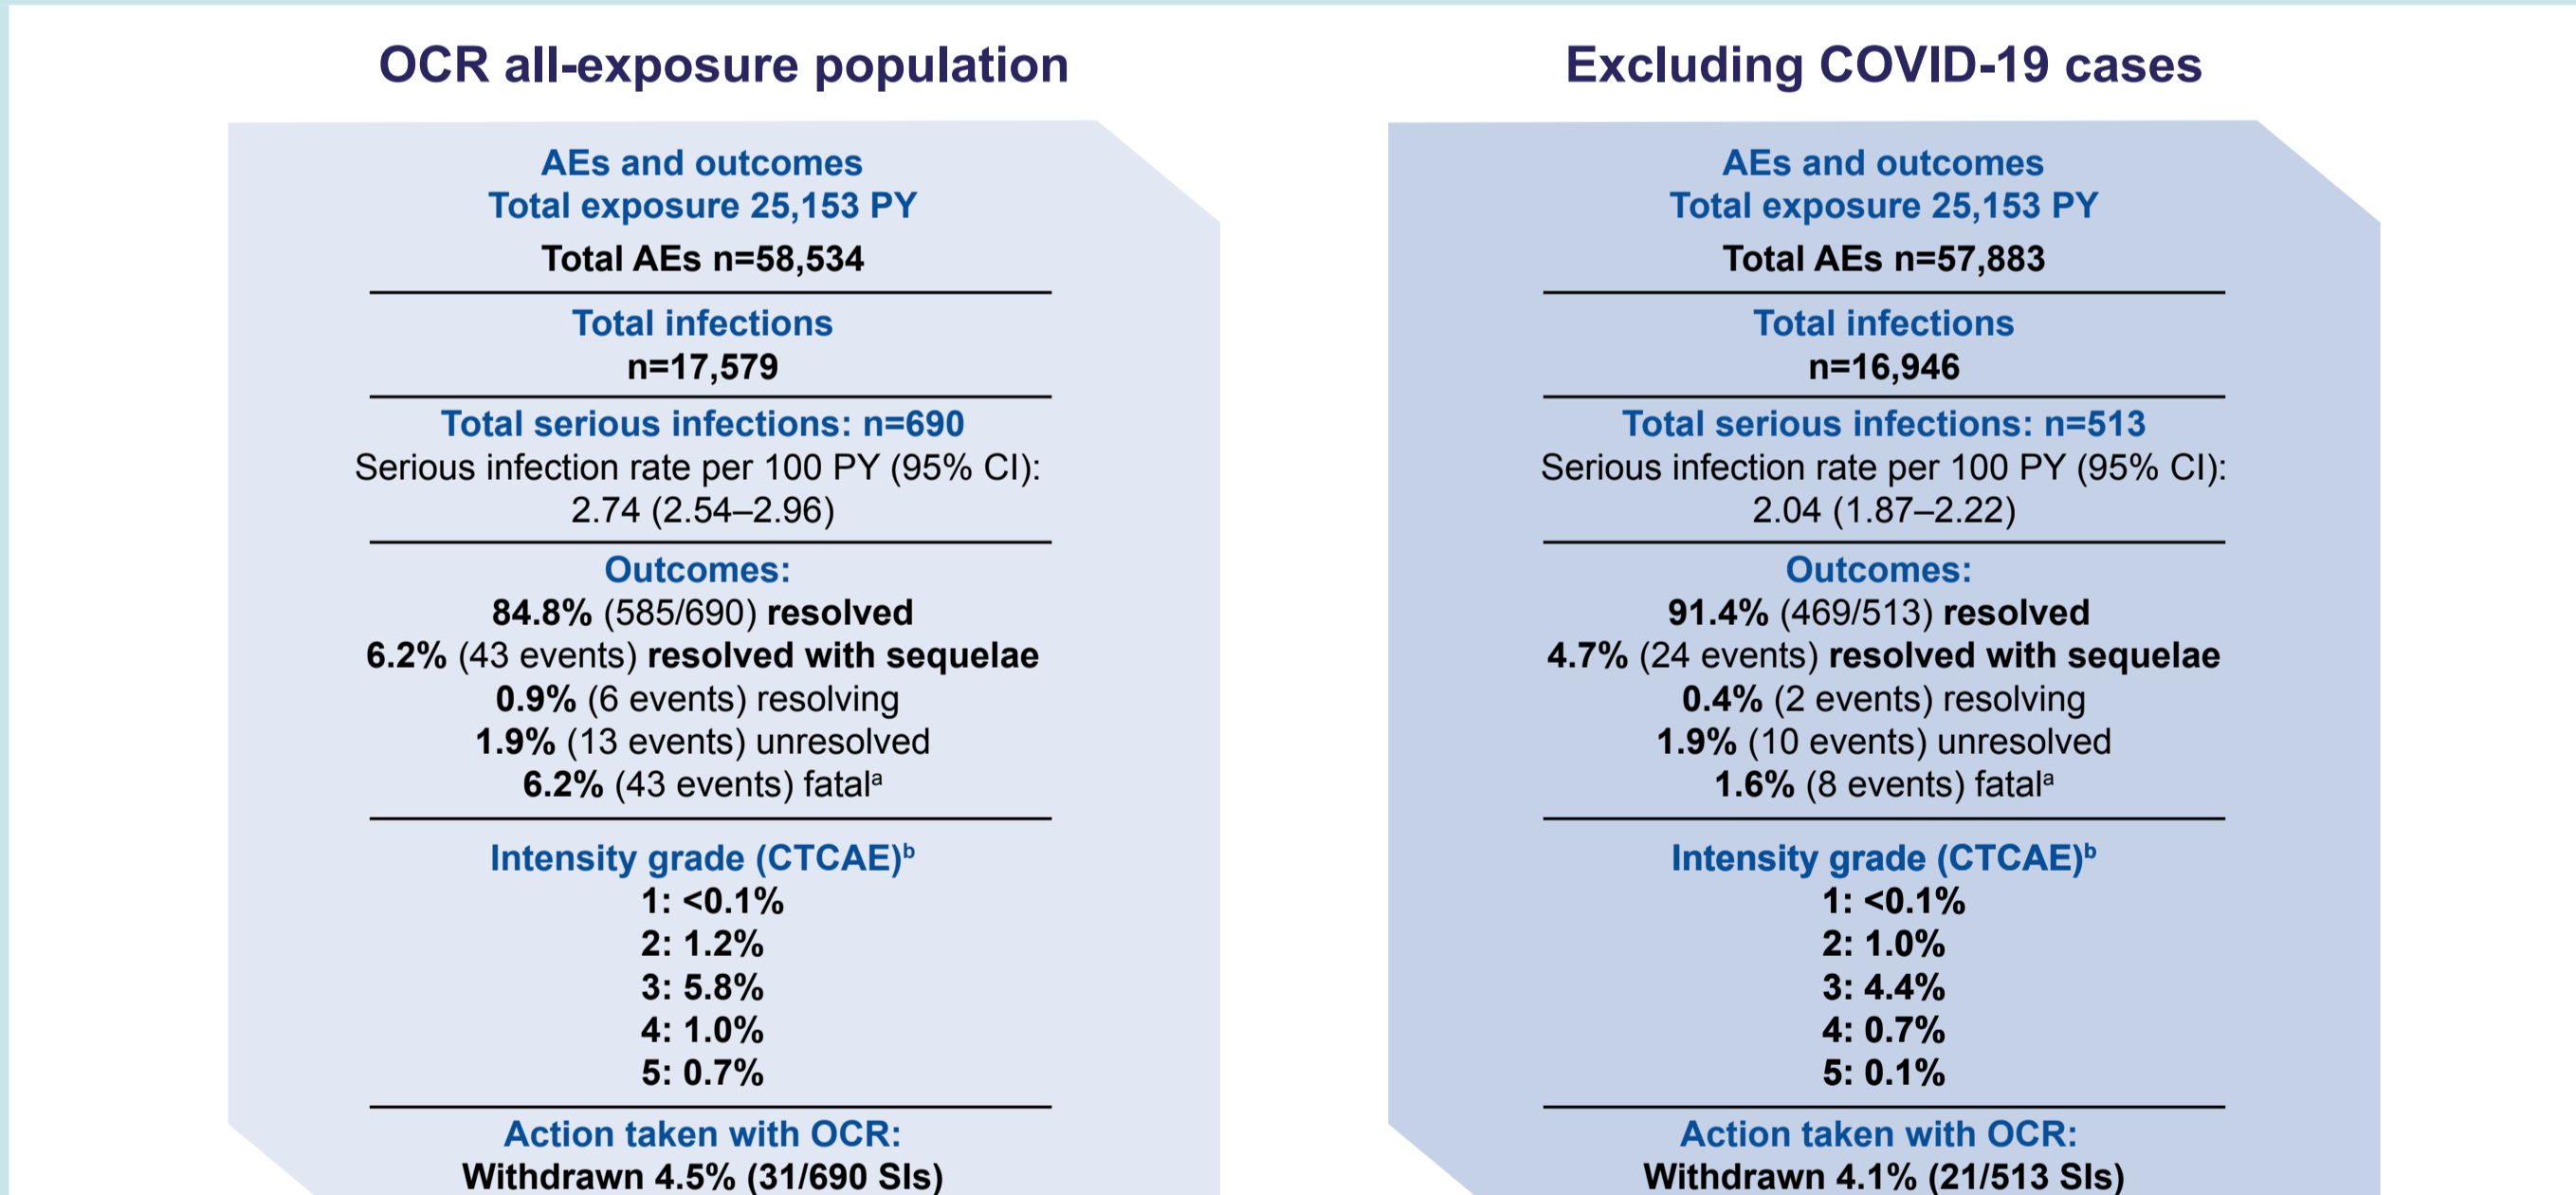 OCR all-exposure population
AEs and outcomes
Total exposure 25,153 PY
Total AEs n=58,534
Total infections
n=17,579
Total serious infections: n=690
Serious infection rate per 100 PY (95% CI):
2.74 (2.54–2.96)
Outcomes:
84.8% (585/690) resolved
6.2% (43 events) resolved with sequelae
0.9% (6 events) resolving
1.9% (13 events) unresolved
6.2% (43 events) fatalᵃ
Intensity grade (CTCAE)ᵇ
1: <0.1%
2: 1.2%
3: 5.8%
4: 1.0%
5: 0.7%
Action taken with OCR:
Withdrawn 4.5% (31/690 SIs)
Excluding COVID-19 cases
AEs and outcomes
Total exposure 25,153 PY
Total AEs n=57,883
Total infections
n=16,946
Total serious infections: n=513
Serious infection rate per 100 PY (95% CI):
2.04 (1.87–2.22)
Outcomes:
91.4% (469/513) resolved
4.7% (24 events) resolved with sequelae
0.4% (2 events) resolving
1.9% (10 events) unresolved
1.6% (8 events) fatalᵃ
Intensity grade (CTCAE)ᵇ
1: <0.1%
2: 1.0%
3: 4.4%
4: 0.7%
5: 0.1%
Action taken with OCR:
Withdrawn 4.1% (21/513 SIs)